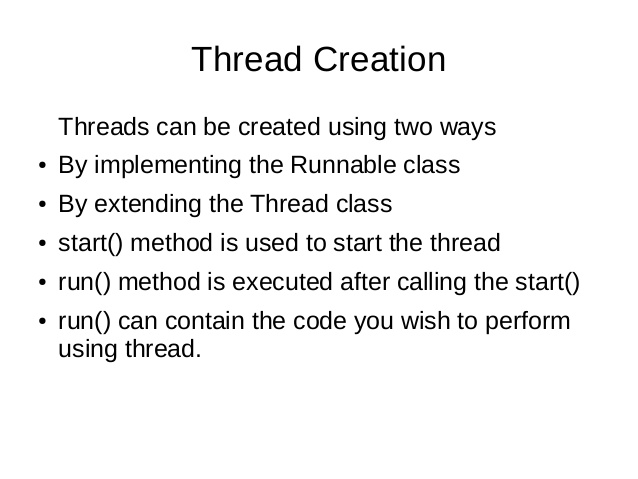 Thread Creation
Threads can be created using two ways
• By implementing the Runnable class
• By extending the Thread class
• start() method is used to start the thread
• run() method is executed after calling the start()
• run() can contain the code you wish to perform
using thread.